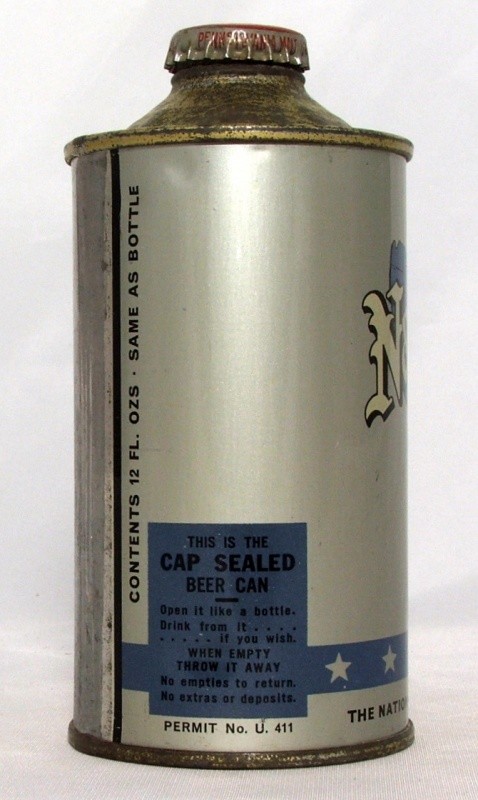 CONTENTS 12 FL. OZS · SAME AS BOTTLE
THIS IS THE
CAP SEALED
BEER CAN
Open it like a bottle.
Drink from it . . . .
. . . . . if you wish.
WHEN EMPTY
THROW IT AWAY
No empties to return.
No extras or deposits.
PERMIT No. U. 411
THE